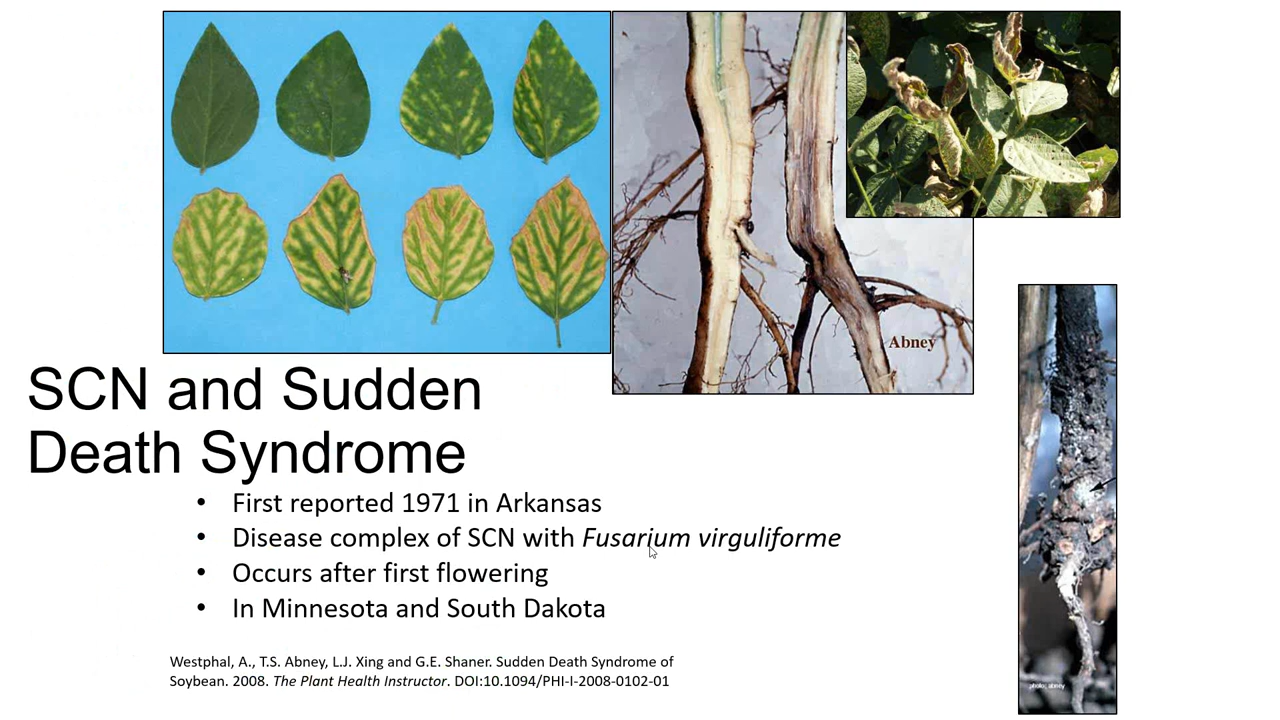 Abney
SCN and Sudden
Death Syndrome
• First reported 1971 in Arkansas
• Disease complex of SCN with Fusarium virguliforme
• Occurs after first flowering
• In Minnesota and South Dakota
Westphal, A., T.S. Abney, L.J. Xing and G.E. Shaner. Sudden Death Syndrome of
Soybean. 2008. The Plant Health Instructor. DOI:10.1094/PHI-I-2008-0102-01
photo: abney